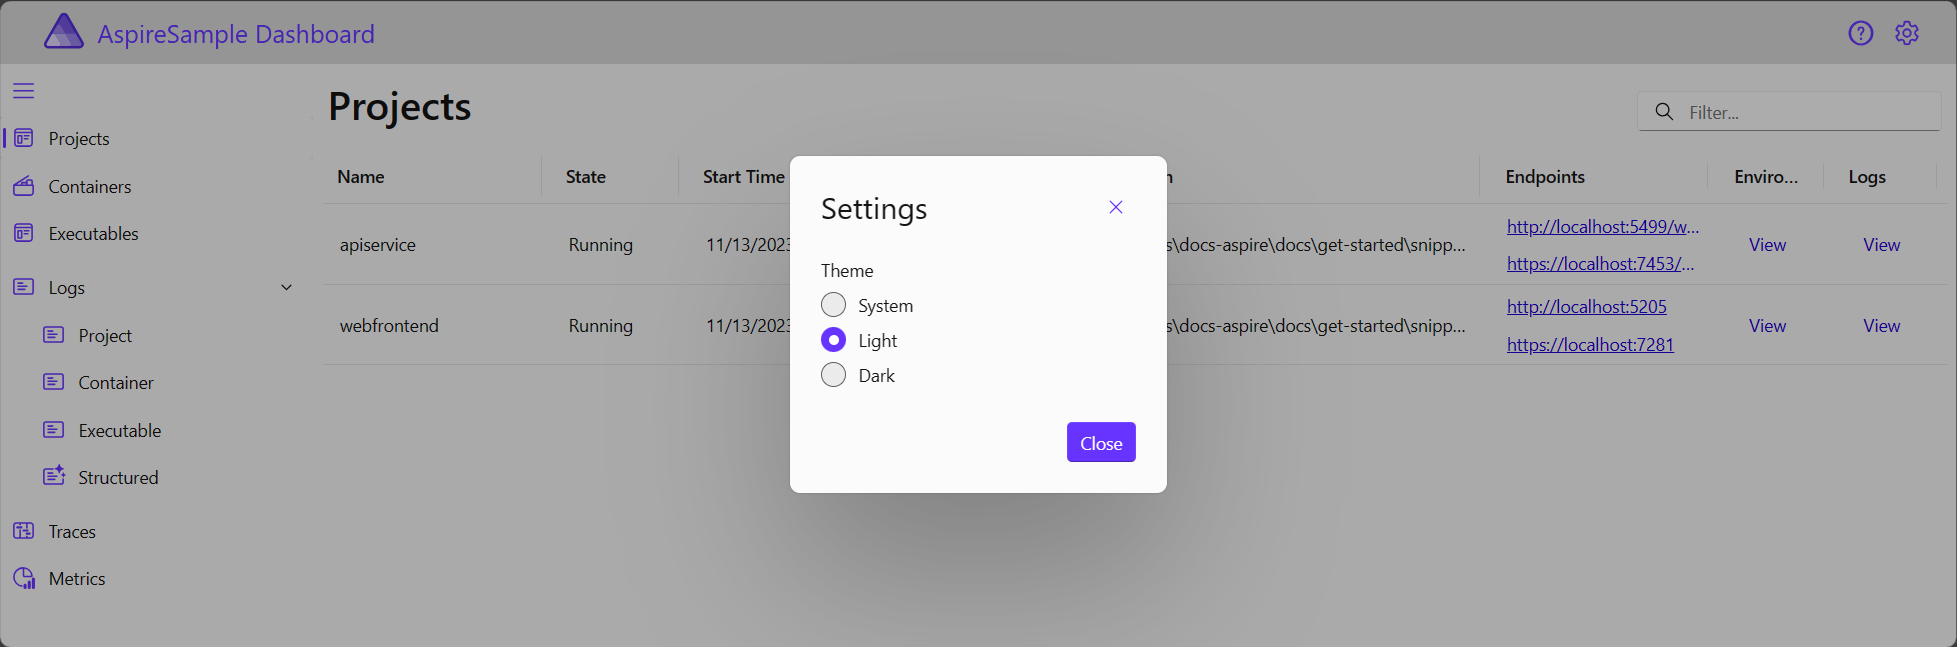 AspireSample Dashboard
?
Projects
Containers
Executables
Logs
Project
Container
Executable
Structured
Traces
Metrics
Projects
Filter...
Name State Start Time Endpoints Enviro... Logs
apiservice Running 11/13/2023 s\docs-aspire\docs\get-started\snipp... http://localhost:5499/w... View View
https://localhost:7453/...
webfrontend Running 11/13/2023 s\docs-aspire\docs\get-started\snipp... http://localhost:5205 View View
https://localhost:7281
Settings
Theme
System
Light
Dark
Close